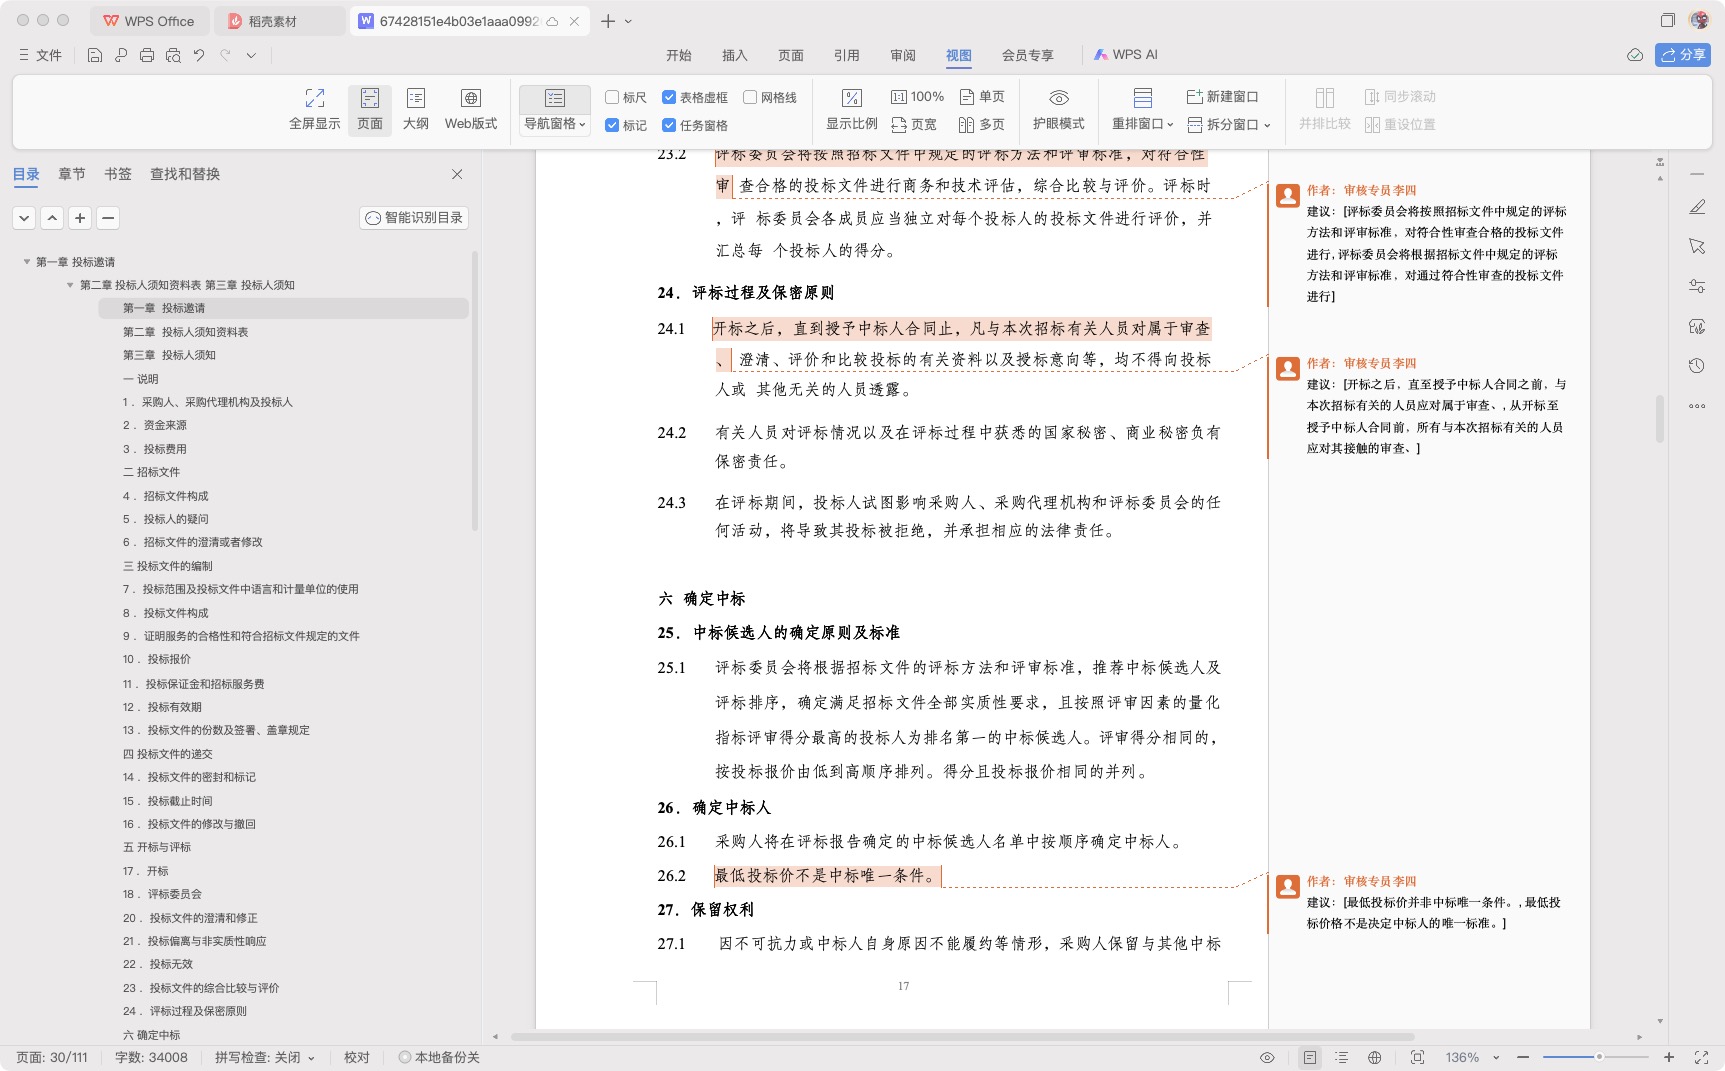 WPS Office
稻壳素材
67428151e4b03e1aaa0992
文件
开始
插入
页面
引用
审阅
视图
会员专享
WPS AI
分享
全屏显示
页面
大纲
Web版式
导航窗格
标尺
表格虚框
网格线
标记
任务窗格
显示比例
100%
单页
页宽
多页
护眼模式
重排窗口
新建窗口
拆分窗口
并排比较
同步滚动
重设位置
目录
章节
书签
查找和替换
智能识别目录
第一章 投标邀请
第二章 投标人须知资料表 第三章 投标人须知
第一章 投标邀请
第二章 投标人须知资料表
第三章 投标人须知
一 说明
1．采购人、采购代理机构及投标人
2．资金来源
3．投标费用
二 招标文件
4．招标文件构成
5．投标人的疑问
6．招标文件的澄清或者修改
三 投标文件的编制
7．投标范围及投标文件中语言和计量单位的使用
8．投标文件构成
9．证明服务的合格性和符合招标文件规定的文件
10．投标报价
11．投标保证金和招标服务费
12．投标有效期
13．投标文件的份数及签署、盖章规定
四 投标文件的递交
14．投标文件的密封和标记
15．投标截止时间
16．投标文件的修改与撤回
五 开标与评标
17．开标
18．评标委员会
20．投标文件的澄清和修正
21．投标偏离与非实质性响应
22．投标无效
23．投标文件的综合比较与评价
24．评标过程及保密原则
六 确定中标
23.2 评标委员会将按照招标文件中规定的评标方法和评审标准，对符合性
审 查合格的投标文件进行商务和技术评估，综合比较与评价。评标时
，评 标委员会各成员应当独立对每个投标人的投标文件进行评价，并
汇总每 个投标人的得分。
24．评标过程及保密原则
24.1 开标之后，直到授予中标人合同止，凡与本次招标有关人员对属于审查
、 澄清、评价和比较投标的有关资料以及授标意向等，均不得向投标
人或 其他无关的人员透露。
24.2 有关人员对评标情况以及在评标过程中获悉的国家秘密、商业秘密负有
保密责任。
24.3 在评标期间，投标人试图影响采购人、采购代理机构和评标委员会的任
何活动，将导致其投标被拒绝，并承担相应的法律责任。
六 确定中标
25．中标候选人的确定原则及标准
25.1 评标委员会将根据招标文件的评标方法和评审标准，推荐中标候选人及
评标排序，确定满足招标文件全部实质性要求，且按照评审因素的量化
指标评审得分最高的投标人为排名第一的中标候选人。评审得分相同的，
按投标报价由低到高顺序排列。得分且投标报价相同的并列。
26．确定中标人
26.1 采购人将在评标报告确定的中标候选人名单中按顺序确定中标人。
26.2 最低投标价不是中标唯一条件。
27．保留权利
27.1 因不可抗力或中标人自身原因不能履约等情形，采购人保留与其他中标
17
作者：审核专员李四
建议：[评标委员会将按照招标文件中规定的评标
方法和评审标准，对符合性审查合格的投标文件
进行,评标委员会将根据招标文件中规定的评标
方法和评审标准，对通过符合性审查的投标文件
进行]
作者：审核专员李四
建议：[开标之后，直至授予中标人合同之前，与
本次招标有关的人员应对属于审查、,从开标至
授予中标人合同前，所有与本次招标有关的人员
应对其接触的审查、]
作者：审核专员李四
建议：[最低投标价并非中标唯一条件。,最低投
标价格不是决定中标人的唯一标准。]
页面: 30/111
字数: 34008
拼写检查: 关闭
校对
本地备份关
136%